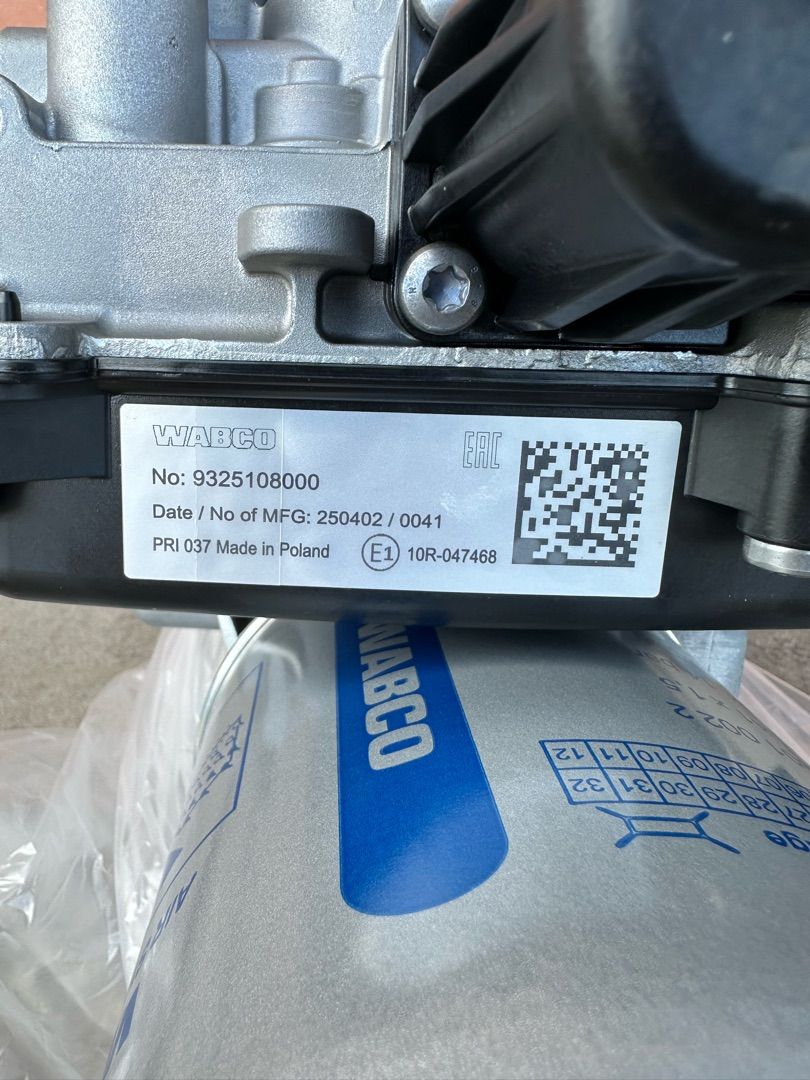 WABCO
EAC
No: 9325108000
Date / No of MFG: 250402 / 0041
PRI 037 Made in Poland
E1 10R-047468
WABCO
07 08 09 10 11 12
27 28 29 30 31 32